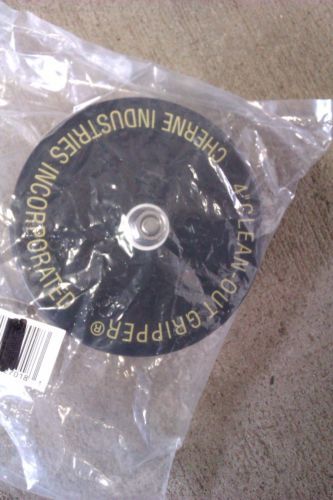 CHERNE INDUSTRIES INCORPORATED
4" CLEAN-OUT GRIPPER®